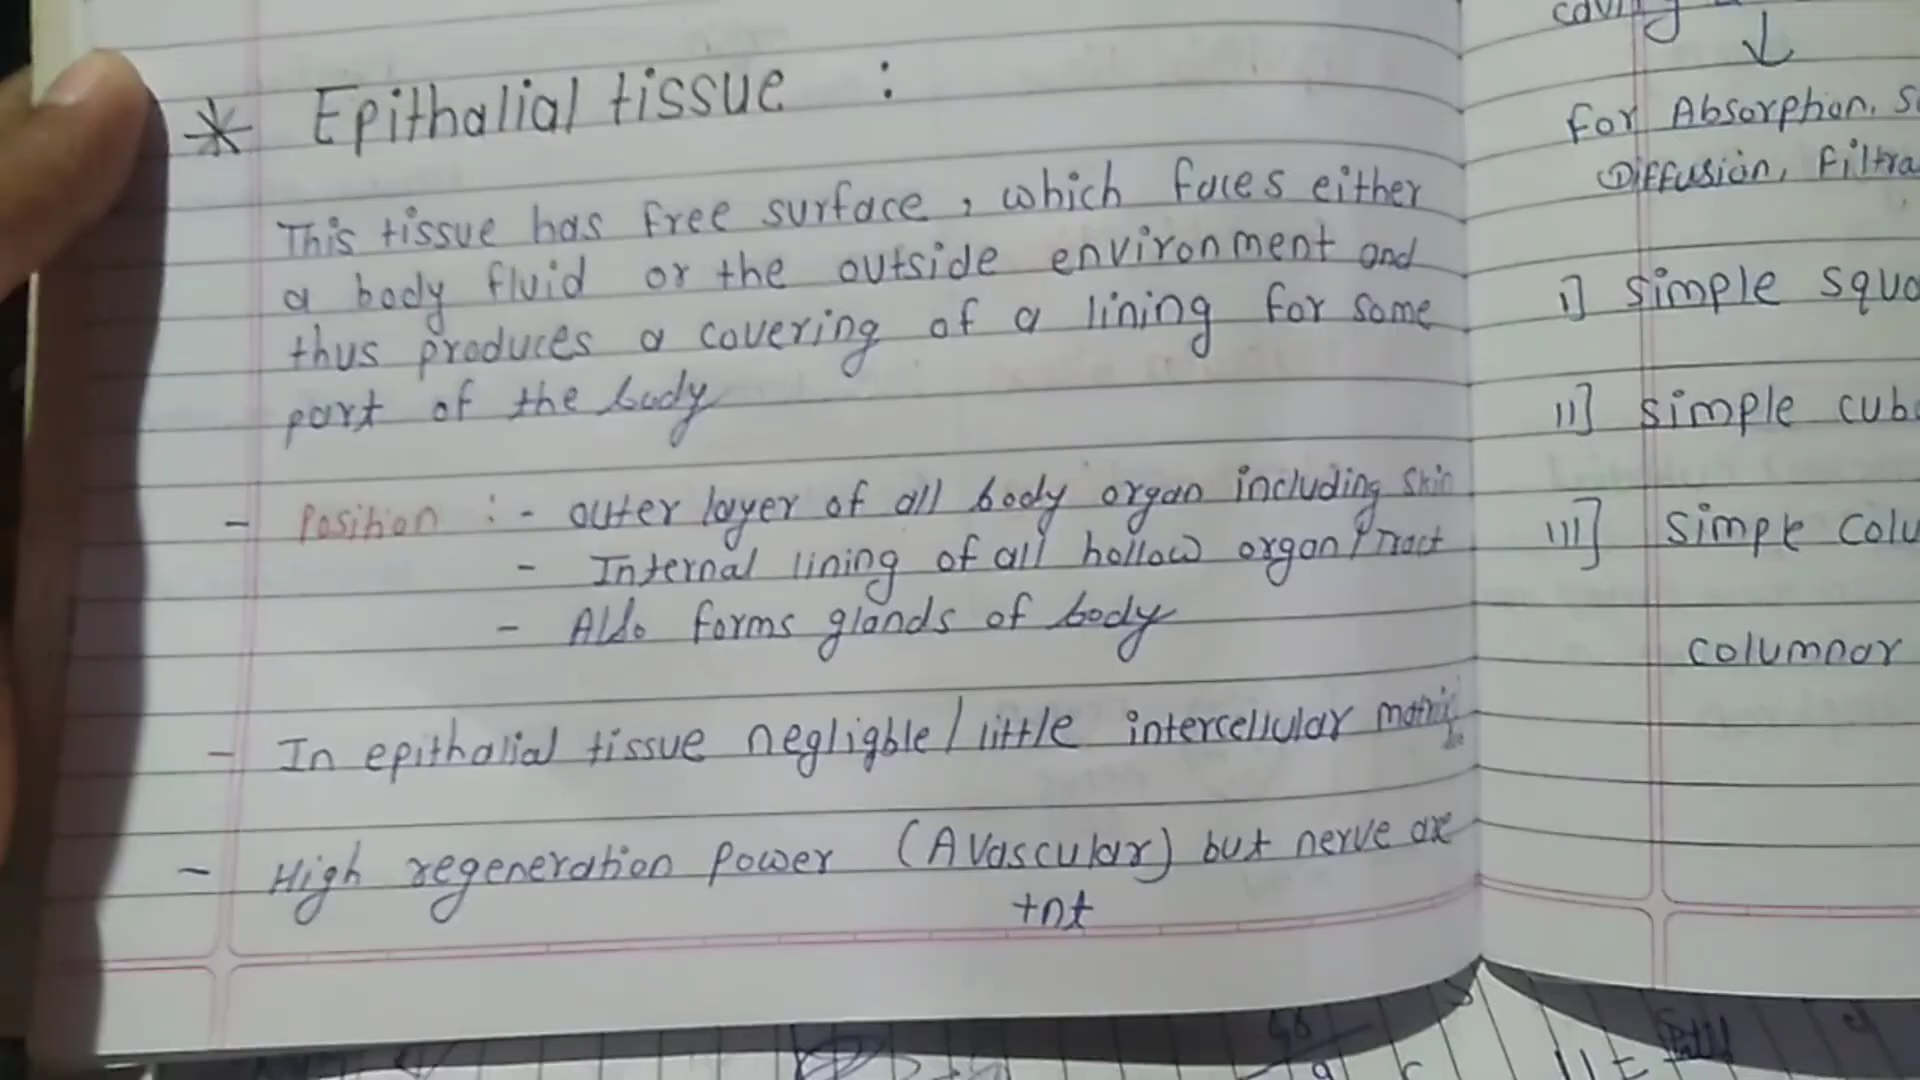 * Epithalial tissue :
This tissue has free surface, which faces either
a body fluid or the outside environment and
thus produces a covering of a lining for some
part of the body
- Position :- outer layer of all body organ including skin
- Internal lining of all hollow organ / Tract
- Also forms glands of body
- In epithalial tissue negligble / little intercellular
- High regeneration power (Avascular) but nerve are
+nt
↓
for Absorption, S
Diffusion, Filtra
i] simple squa
ii] simple cub
iii] simple colu
columnar